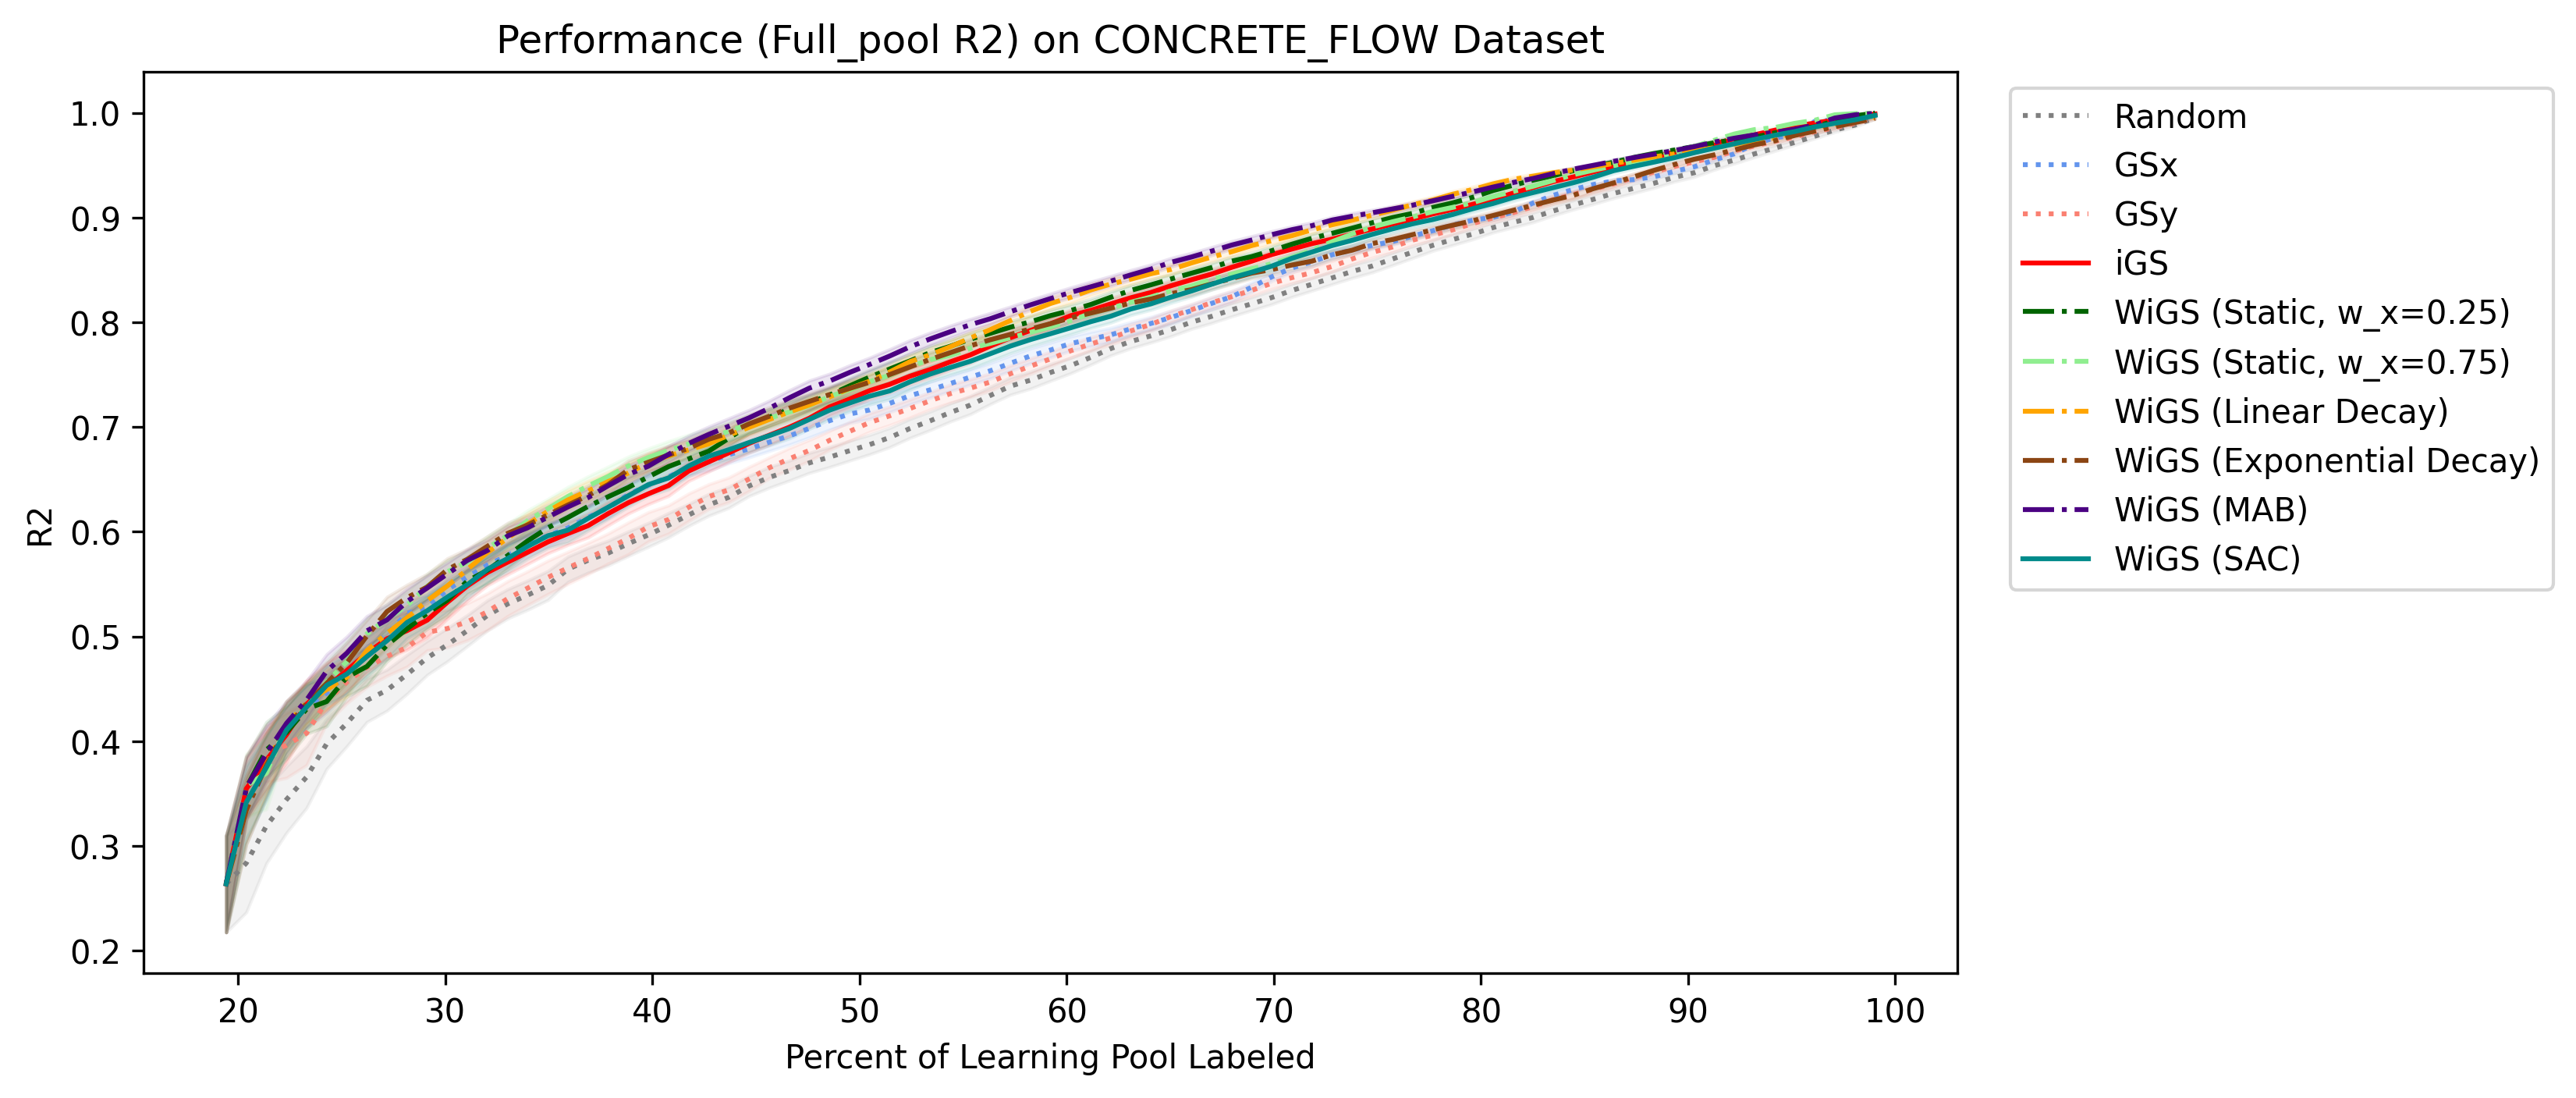 Performance (Full_pool R2) on CONCRETE_FLOW Dataset
1.0
0.9
0.8
0.7
0.6
0.5
0.4
0.3
0.2
R2
20 30 40 50 60 70 80 90 100
Percent of Learning Pool Labeled
Random
GSx
GSy
iGS
WiGS (Static, w_x=0.25)
WiGS (Static, w_x=0.75)
WiGS (Linear Decay)
WiGS (Exponential Decay)
WiGS (MAB)
WiGS (SAC)